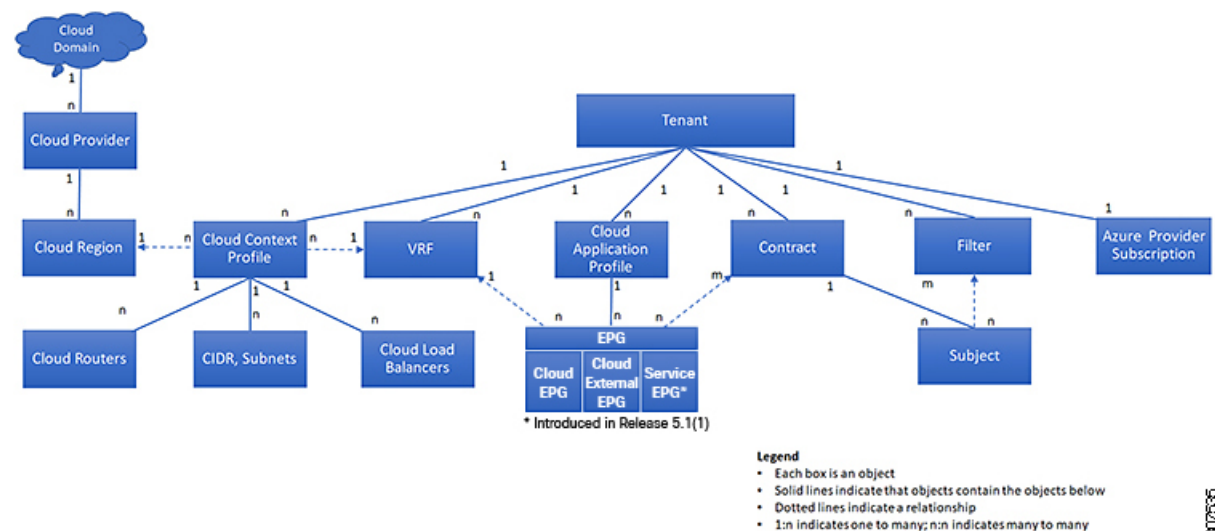 Cloud
Domain
1
n
Cloud Provider
Tenant
1
n
1
1
1
1
1
1
n
n
n
n
n
1
Cloud Region
1
n
Cloud Context
Profile
n
1
VRF
Cloud
Application
Profile
Contract
Filter
Azure Provider
Subscription
1
1
1
n
n
n
1
n
1
n
n
m
1
m
n
n
Cloud Routers
CIDR, Subnets
Cloud Load
Balancers
EPG
Cloud
EPG
Cloud
External
EPG
Service
EPG*
Subject
* Introduced in Release 5.1(1)
Legend
• Each box is an object
• Solid lines indicate that objects contain the objects below
• Dotted lines indicate a relationship
• 1:n indicates one to many; n:n indicates many to many